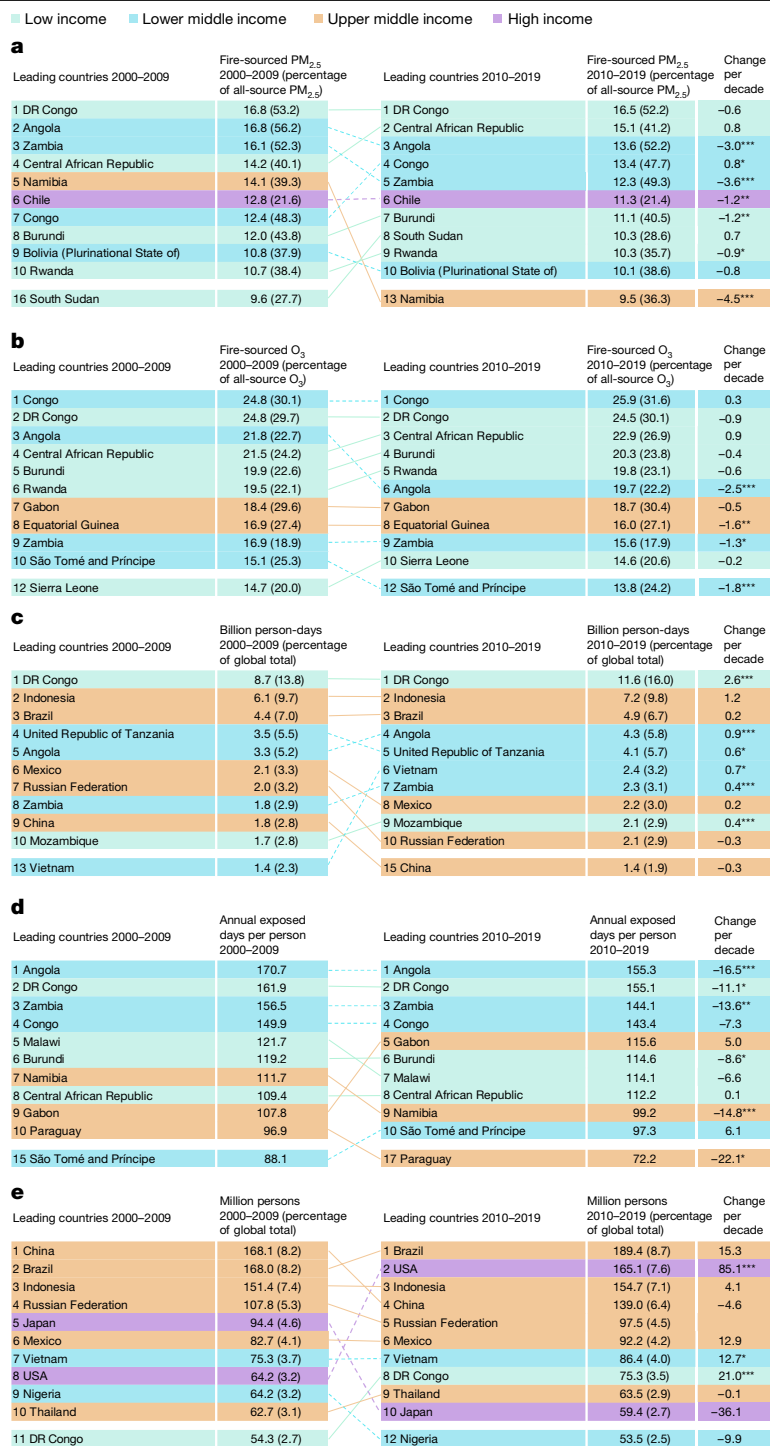 Low income Lower middle income Upper middle income High income
a
Leading countries 2000–2009 Fire-sourced PM2.5 2000–2009 (percentage of all-source PM2.5) Leading countries 2010–2019 Fire-sourced PM2.5 2010–2019 (percentage of all-source PM2.5) Change per decade
1 DR Congo 16.8 (53.2) 1 DR Congo 16.5 (52.2) –0.6
2 Angola 16.8 (56.2) 2 Central African Republic 15.1 (41.2) 0.8
3 Zambia 16.1 (52.3) 3 Angola 13.6 (52.2) –3.0***
4 Central African Republic 14.2 (40.1) 4 Congo 13.4 (47.7) 0.8*
5 Namibia 14.1 (39.3) 5 Zambia 12.3 (49.3) –3.6***
6 Chile 12.8 (21.6) 6 Chile 11.3 (21.4) –1.2**
7 Congo 12.4 (48.3) 7 Burundi 11.1 (40.5) –1.2**
8 Burundi 12.0 (43.8) 8 South Sudan 10.3 (28.6) 0.7
9 Bolivia (Plurinational State of) 10.8 (37.9) 9 Rwanda 10.3 (35.7) –0.9*
10 Rwanda 10.7 (38.4) 10 Bolivia (Plurinational State of) 10.1 (38.6) –0.8
16 South Sudan 9.6 (27.7) 13 Namibia 9.5 (36.3) –4.5***
b
Leading countries 2000–2009 Fire-sourced O3 2000–2009 (percentage of all-source O3) Leading countries 2010–2019 Fire-sourced O3 2010–2019 (percentage of all-source O3) Change per decade
1 Congo 24.8 (30.1) 1 Congo 25.9 (31.6) 0.3
2 DR Congo 24.8 (29.7) 2 DR Congo 24.5 (30.1) –0.9
3 Angola 21.8 (22.7) 3 Central African Republic 22.9 (26.9) 0.9
4 Central African Republic 21.5 (24.2) 4 Burundi 20.3 (23.8) –0.4
5 Burundi 19.9 (22.6) 5 Rwanda 19.8 (23.1) –0.6
6 Rwanda 19.5 (22.1) 6 Angola 19.7 (22.2) –2.5***
7 Gabon 18.4 (29.6) 7 Gabon 18.7 (30.4) –0.5
8 Equatorial Guinea 16.9 (27.4) 8 Equatorial Guinea 16.0 (27.1) –1.6**
9 Zambia 16.9 (18.9) 9 Zambia 15.6 (17.9) –1.3*
10 São Tomé and Príncipe 15.1 (25.3) 10 Sierra Leone 14.6 (20.6) –0.2
12 Sierra Leone 14.7 (20.0) 12 São Tomé and Príncipe 13.8 (24.2) –1.8***
c
Leading countries 2000–2009 Billion person-days 2000–2009 (percentage of global total) Leading countries 2010–2019 Billion person-days 2010–2019 (percentage of global total) Change per decade
1 DR Congo 8.7 (13.8) 1 DR Congo 11.6 (16.0) 2.6***
2 Indonesia 6.1 (9.7) 2 Indonesia 7.2 (9.8) 1.2
3 Brazil 4.4 (7.0) 3 Brazil 4.9 (6.7) 0.2
4 United Republic of Tanzania 3.5 (5.5) 4 Angola 4.3 (5.8) 0.9***
5 Angola 3.3 (5.2) 5 United Republic of Tanzania 4.1 (5.7) 0.6*
6 Mexico 2.1 (3.3) 6 Vietnam 2.4 (3.2) 0.7*
7 Russian Federation 2.0 (3.2) 7 Zambia 2.3 (3.1) 0.4***
8 Zambia 1.8 (2.9) 8 Mexico 2.2 (3.0) 0.2
9 China 1.8 (2.8) 9 Mozambique 2.1 (2.9) 0.4***
10 Mozambique 1.7 (2.8) 10 Russian Federation 2.1 (2.9) –0.3
13 Vietnam 1.4 (2.3) 15 China 1.4 (1.9) –0.3
d
Leading countries 2000–2009 Annual exposed days per person 2000–2009 Leading countries 2010–2019 Annual exposed days per person 2010–2019 Change per decade
1 Angola 170.7 1 Angola 155.3 –16.5***
2 DR Congo 161.9 2 DR Congo 155.1 –11.1*
3 Zambia 156.5 3 Zambia 144.1 –13.6**
4 Congo 149.9 4 Congo 143.4 –7.3
5 Malawi 121.7 5 Gabon 115.6 5.0
6 Burundi 119.2 6 Burundi 114.6 –8.6*
7 Namibia 111.7 7 Malawi 114.1 –6.6
8 Central African Republic 109.4 8 Central African Republic 112.2 0.1
9 Gabon 107.8 9 Namibia 99.2 –14.8***
10 Paraguay 96.9 10 São Tomé and Príncipe 97.3 6.1
15 São Tomé and Príncipe 88.1 17 Paraguay 72.2 –22.1*
e
Leading countries 2000–2009 Million persons 2000–2009 (percentage of global total) Leading countries 2010–2019 Million persons 2010–2019 (percentage of global total) Change per decade
1 China 168.1 (8.2) 1 Brazil 189.4 (8.7) 15.3
2 Brazil 168.0 (8.2) 2 USA 165.1 (7.6) 85.1***
3 Indonesia 151.4 (7.4) 3 Indonesia 154.7 (7.1) 4.1
4 Russian Federation 107.8 (5.3) 4 China 139.0 (6.4) –4.6
5 Japan 94.4 (4.6) 5 Russian Federation 97.5 (4.5)
6 Mexico 82.7 (4.1) 6 Mexico 92.2 (4.2) 12.9
7 Vietnam 75.3 (3.7) 7 Vietnam 86.4 (4.0) 12.7*
8 USA 64.2 (3.2) 8 DR Congo 75.3 (3.5) 21.0***
9 Nigeria 64.2 (3.2) 9 Thailand 63.5 (2.9) –0.1
10 Thailand 62.7 (3.1) 10 Japan 59.4 (2.7) –36.1
11 DR Congo 54.3 (2.7) 12 Nigeria 53.5 (2.5) –9.9